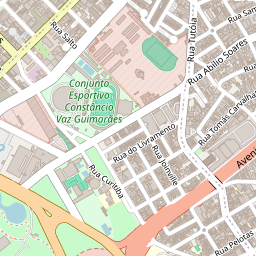 Rua Salto
Rua Tutóia
Rua Abílio Soares
Conjunto
Esportivo
Constâncio
Vaz Guimarães
Rua Tomás Carvalhal
Rua do Livramento
Rua Joinville
Rua Curitiba
Rua Pelotas